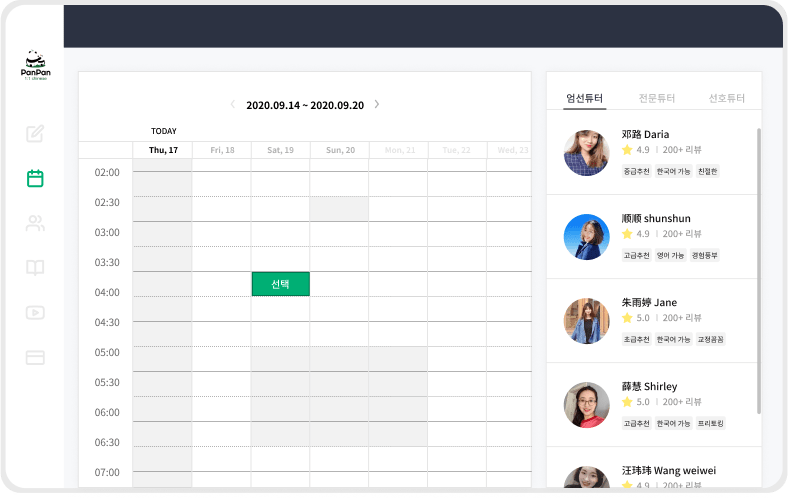 PanPan
1:1 chinese
2020.09.14 ~ 2020.09.20
TODAY
Thu, 17
Fri, 18
Sat, 19
Sun, 20
Mon, 21
Tue, 22
Wed, 23
02:00
02:30
03:00
03:30
선택
04:00
04:30
05:00
05:30
06:00
06:30
07:00
엄선튜터
전문튜터
선호튜터
邓路 Daria
4.9
200+ 리뷰
중급추천
한국어 가능
친절한
顺顺 shunshun
4.9
200+ 리뷰
고급추천
영어 가능
경험풍부
朱雨婷 Jane
5.0
200+ 리뷰
초급추천
한국어 가능
교정꼼꼼
薛慧 Shirley
5.0
200+ 리뷰
고급추천
한국어 가능
프리토킹
汪玮玮 Wang weiwei
4.9
200+ 리뷰